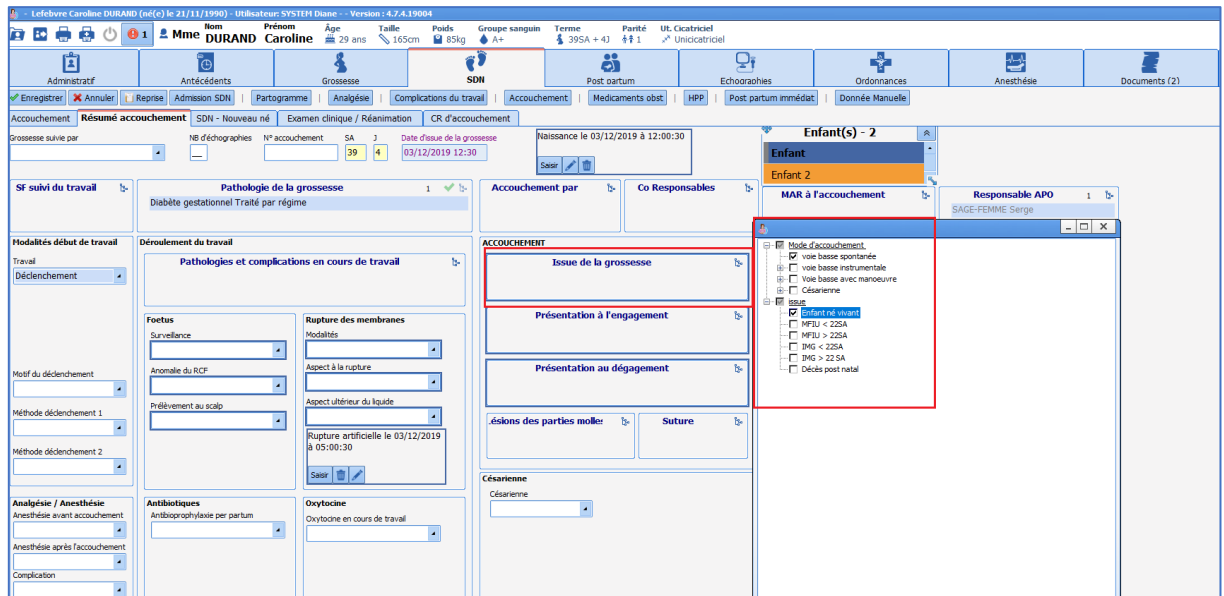 - Lefebvre Caroline DURAND (né(e) le 21/11/1990) - Utilisateur: SYSTEM Diane - - Version : 4.7.4.19004
1 Mme Nom DURAND Prénom Caroline Âge 29 ans Taille 165cm Poids 85kg Groupe sanguin A+ Terme 39SA + 4J Parité 1 Ut. Cicatriciel Unicicatriciel
Administratif Antécédents Grossesse SDN Post partum Echographies Ordonnances Anesthésie Documents (2)
Enregistrer Annuler Reprise Admission SDN | Partogramme | Analgésie | Complications du travail | Accouchement | Medicaments obst | HPP | Post partum immédiat | Donnée Manuelle
Accouchement Résumé accouchement SDN - Nouveau né Examen clinique / Réanimation CR d'accouchement
Grossesse suivie par NB d'échographies N° accouchement SA J Date d'issue de la grossesse
39 4 03/12/2019 12:30
Naissance le 03/12/2019 à 12:00:30
Saisir
Enfant(s) - 2
Enfant
Enfant 2
SF suivi du travail
Pathologie de la grossesse 1
Diabète gestationnel Traité par régime
Accouchement par
Co Responsables
MAR à l'accouchement
Responsable APO 1
SAGE-FEMME Serge
Modalités début de travail
Travail
Déclenchement
Motif du déclenchement
Méthode déclenchement 1
Méthode déclenchement 2
Déroulement du travail
Pathologies et complications en cours de travail
Foetus
Surveillance
Anomalie du RCF
Prélèvement au scalp
Rupture des membranes
Modalités
Aspect à la rupture
Aspect ultérieur du liquide
Rupture artificielle le 03/12/2019
à 05:00:30
Saisir
ACCOUCHEMENT
Issue de la grossesse
Présentation à l'engagement
Présentation au dégagement
.ésions des parties molle: Suture
Mode d'accouchement
voie basse spontanée
voie basse instrumentale
Voie basse avec manoeuvre
Césarienne
issue
Enfant né vivant
MFIU < 22SA
MFIU > 22SA
IMG < 22SA
IMG > 22 SA
Décès post natal
Césarienne
Césarienne
Analgésie / Anesthésie
Anesthésie avant accouchement
Anesthésie après l'accouchement
Complication
Antibiotiques
Antibioprophylaxie per partum
Oxytocine
Oxytocine en cours de travail